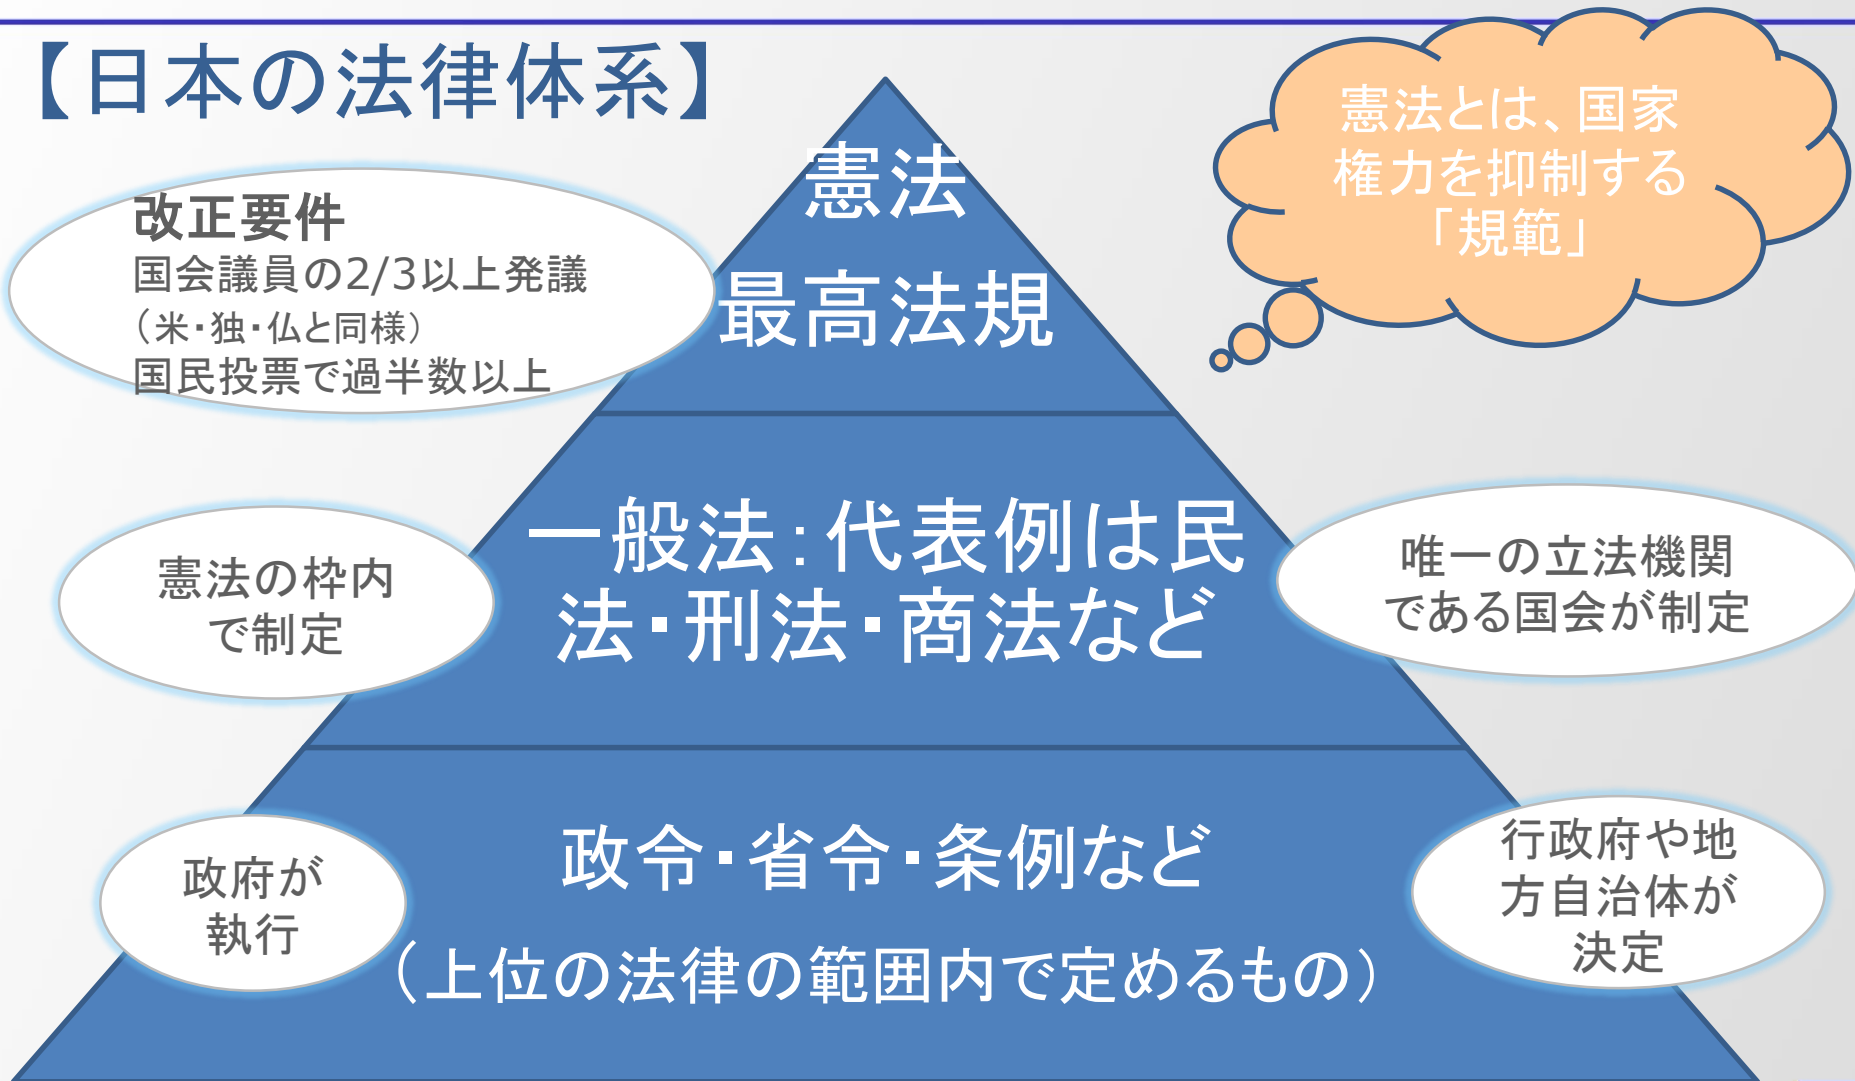 【日本の法律体系】
憲法とは、国家
権力を抑制する
「規範」
憲法
最高法規
改正要件
国会議員の2/3以上発議
（米・独・仏と同様）
国民投票で過半数以上
一般法：代表例は民
法・刑法・商法など
憲法の枠内
で制定
唯一の立法機関
である国会が制定
政令・省令・条例など
（上位の法律の範囲内で定めるもの）
政府が
執行
行政府や地
方自治体が
決定